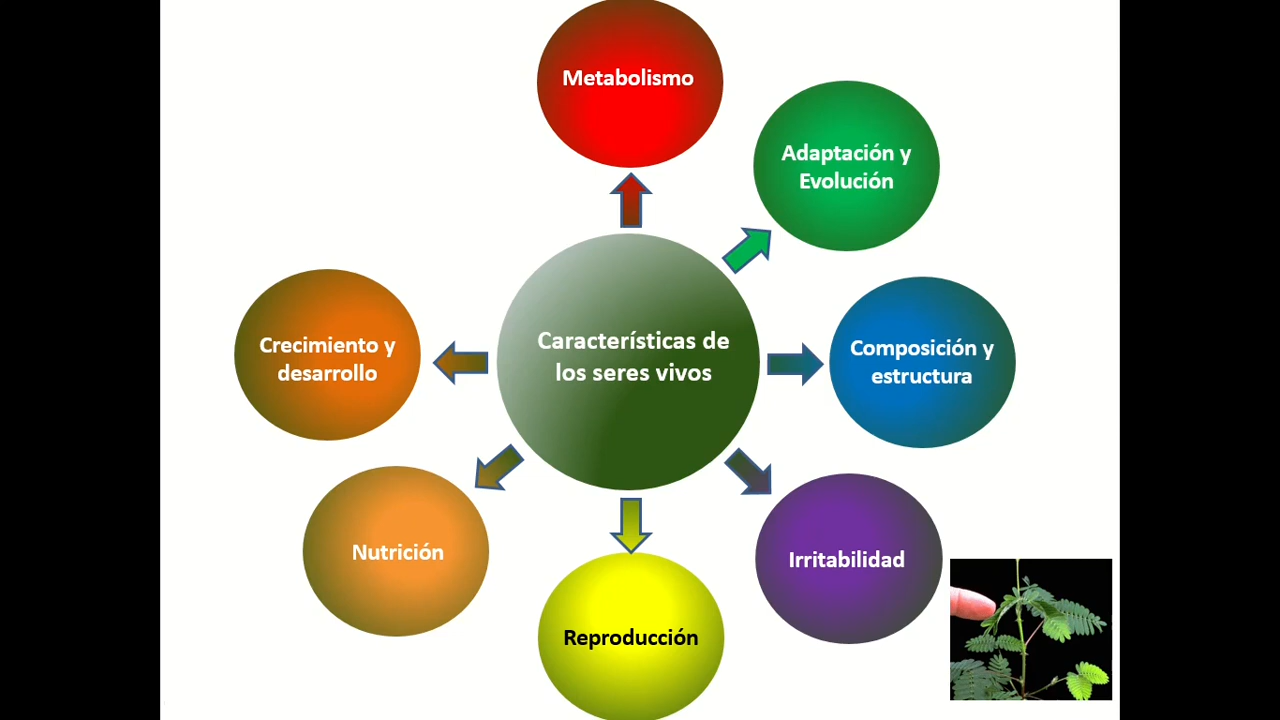 Metabolismo
Adaptación y
Evolución
Características de
los seres vivos
Crecimiento y
desarrollo
Composición y
estructura
Nutrición
Irritabilidad
Reproducción